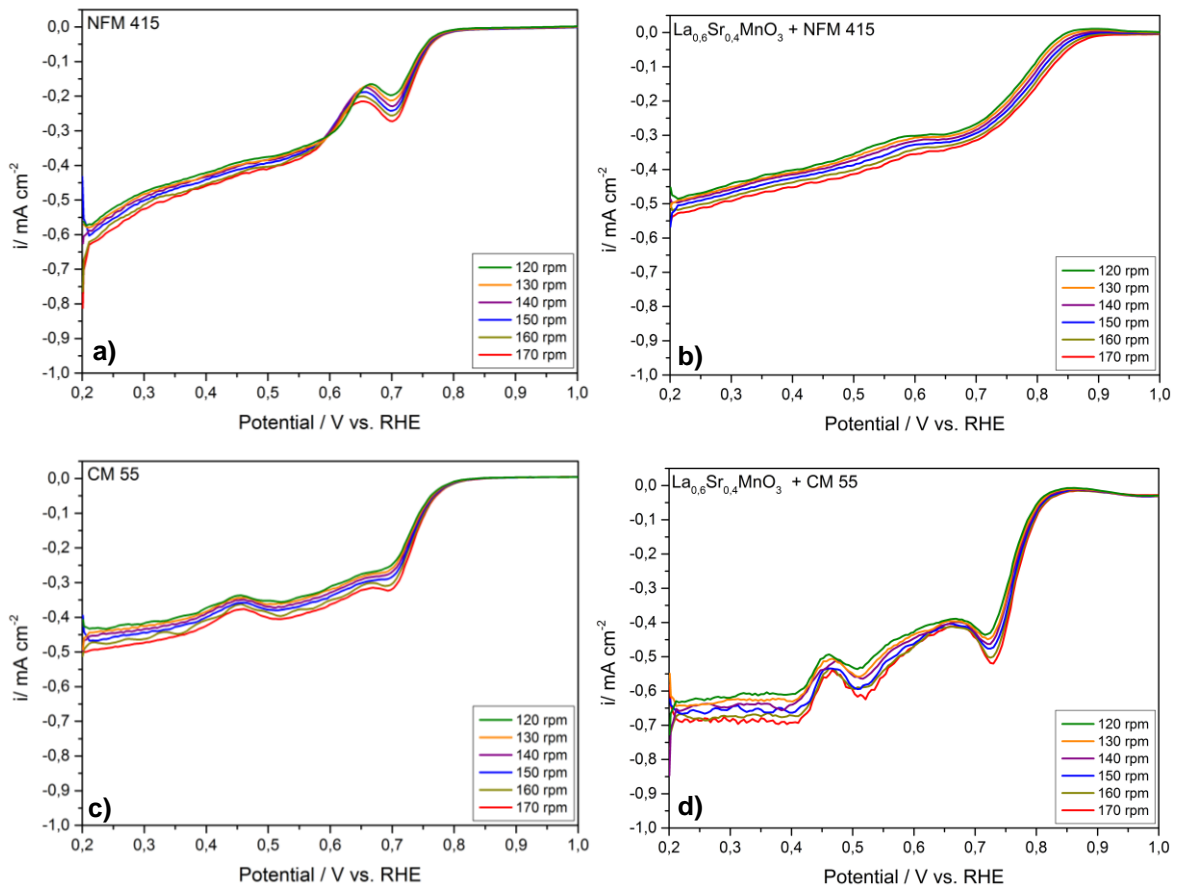 NFM 415
0,0
-0,1
-0,2
-0,3
-0,4
-0,5
-0,6
-0,7
-0,8
-0,9
-1,0
i/ mA cm⁻²
120 rpm
130 rpm
140 rpm
150 rpm
160 rpm
170 rpm
a)
0,2 0,3 0,4 0,5 0,6 0,7 0,8 0,9 1,0
Potential / V vs. RHE
La₀,₆Sr₀,₄MnO₃ + NFM 415
0,0
-0,1
-0,2
-0,3
-0,4
-0,5
-0,6
-0,7
-0,8
-0,9
-1,0
i/ mA cm⁻²
120 rpm
130 rpm
140 rpm
150 rpm
160 rpm
170 rpm
b)
0,2 0,3 0,4 0,5 0,6 0,7 0,8 0,9 1,0
Potential / V vs. RHE
CM 55
0,0
-0,1
-0,2
-0,3
-0,4
-0,5
-0,6
-0,7
-0,8
-0,9
-1,0
i/ mA cm⁻²
120 rpm
130 rpm
140 rpm
150 rpm
160 rpm
170 rpm
c)
0,2 0,3 0,4 0,5 0,6 0,7 0,8 0,9 1,0
Potential / V vs. RHE
La₀,₆Sr₀,₄MnO₃ + CM 55
0,0
-0,1
-0,2
-0,3
-0,4
-0,5
-0,6
-0,7
-0,8
-0,9
-1,0
i/ mA cm⁻²
120 rpm
130 rpm
140 rpm
150 rpm
160 rpm
170 rpm
d)
0,2 0,3 0,4 0,5 0,6 0,7 0,8 0,9 1,0
Potential / V vs. RHE